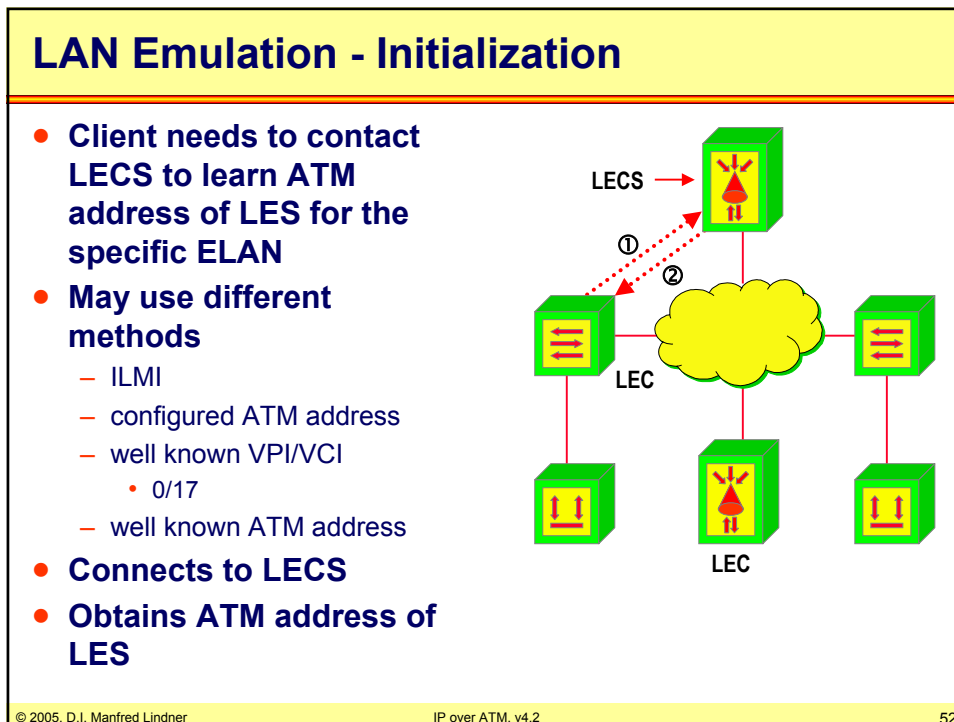 LAN Emulation - Initialization
• Client needs to contact
LECS to learn ATM
address of LES for the
specific ELAN
• May use different
methods
– ILMI
– configured ATM address
– well known VPI/VCI
• 0/17
– well known ATM address
• Connects to LECS
• Obtains ATM address of
LES
LECS
①
②
LEC
LEC
© 2005, D.I. Manfred Lindner
IP over ATM, v4.2
52